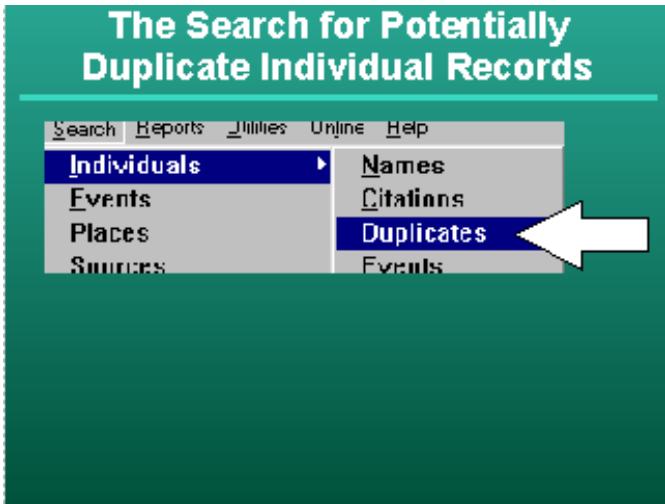 The Search for Potentially
Duplicate Individual Records
Search Reports Utilities Online Help
Individuals Names
Events Citations
Places Duplicates
Sources Events